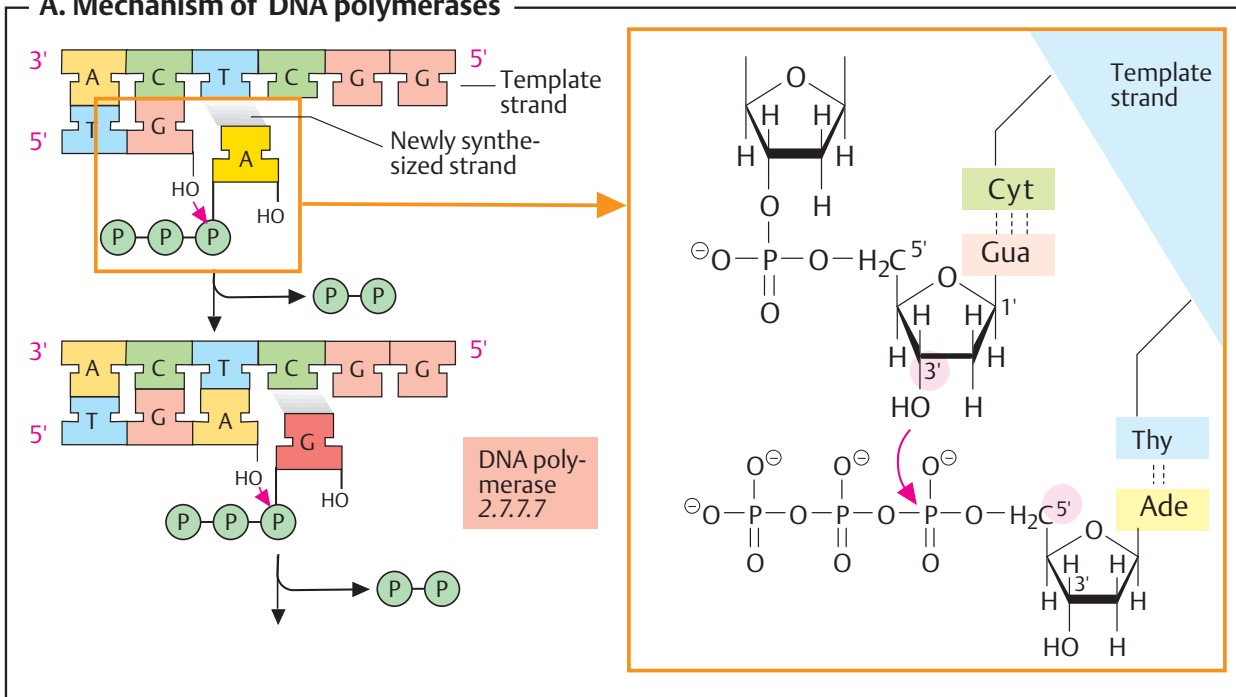 A. Mechanism of DNA polymerases
3' A C T C G G 5'
Template
strand
5' T G
Newly synthe-
sized strand
A
HO
HO
P P P
P P
3' A C T C G G 5'
5' T G A
G
HO
HO
P P P
P P
DNA poly-
merase
2.7.7.7
Template
strand
O
H H
H H
O H
Cyt
Gua
⊖O–P–O–H₂C 5'
O
O
1'
H H
H H
3'
HO H
Thy
Ade
O⊖ O⊖ O⊖
⊖O–P–O–P–O–P–O–H₂C 5'
O O O
O
H H
3'
H H
HO H